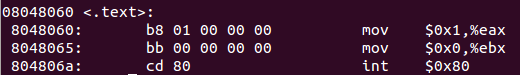 08048060 <.text>:
8048060: b8 01 00 00 00 mov $0x1,%eax
8048065: bb 00 00 00 00 mov $0x0,%ebx
804806a: cd 80 int $0x80